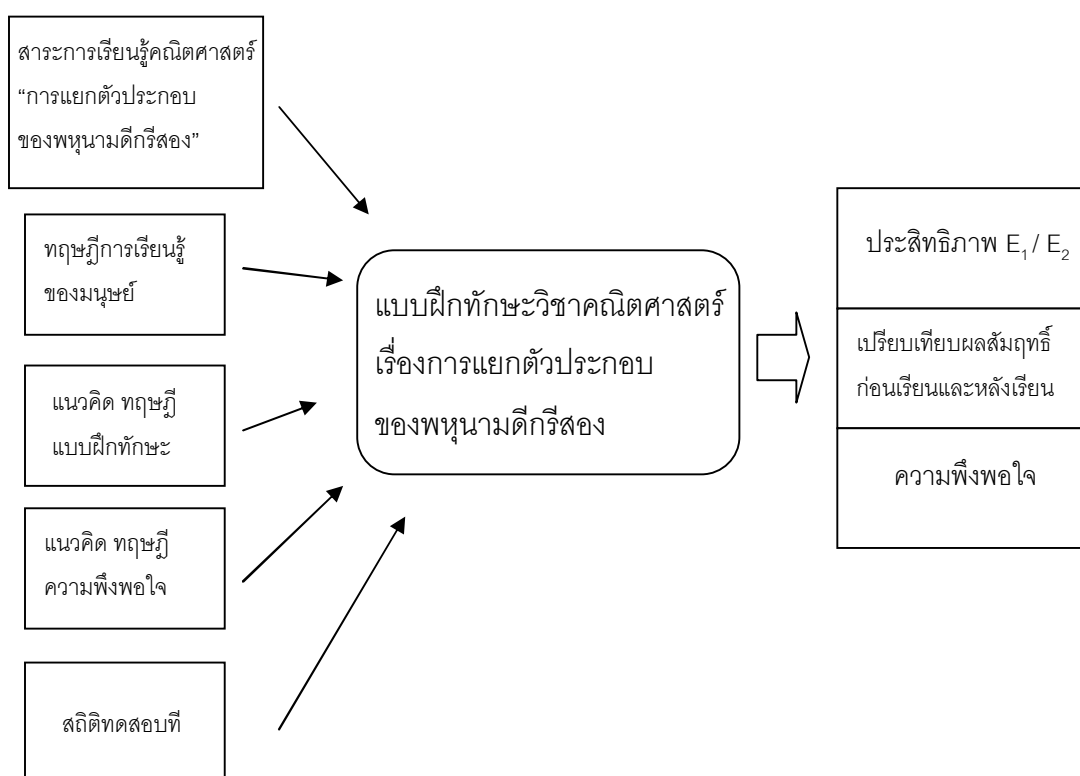 สาระการเรียนรู้คณิตศาสตร์
“การแยกตัวประกอบ
ของพหุนามดีกรีสอง”
ทฤษฎีการเรียนรู้
ของมนุษย์
แนวคิด ทฤษฎี
แบบฝึกทักษะ
แนวคิด ทฤษฎี
ความพึงพอใจ
สถิติทดสอบที
แบบฝึกทักษะวิชาคณิตศาสตร์
เรื่องการแยกตัวประกอบ
ของพหุนามดีกรีสอง
ประสิทธิภาพ E₁/ E₂
เปรียบเทียบผลสัมฤทธิ์
ก่อนเรียนและหลังเรียน
ความพึงพอใจ